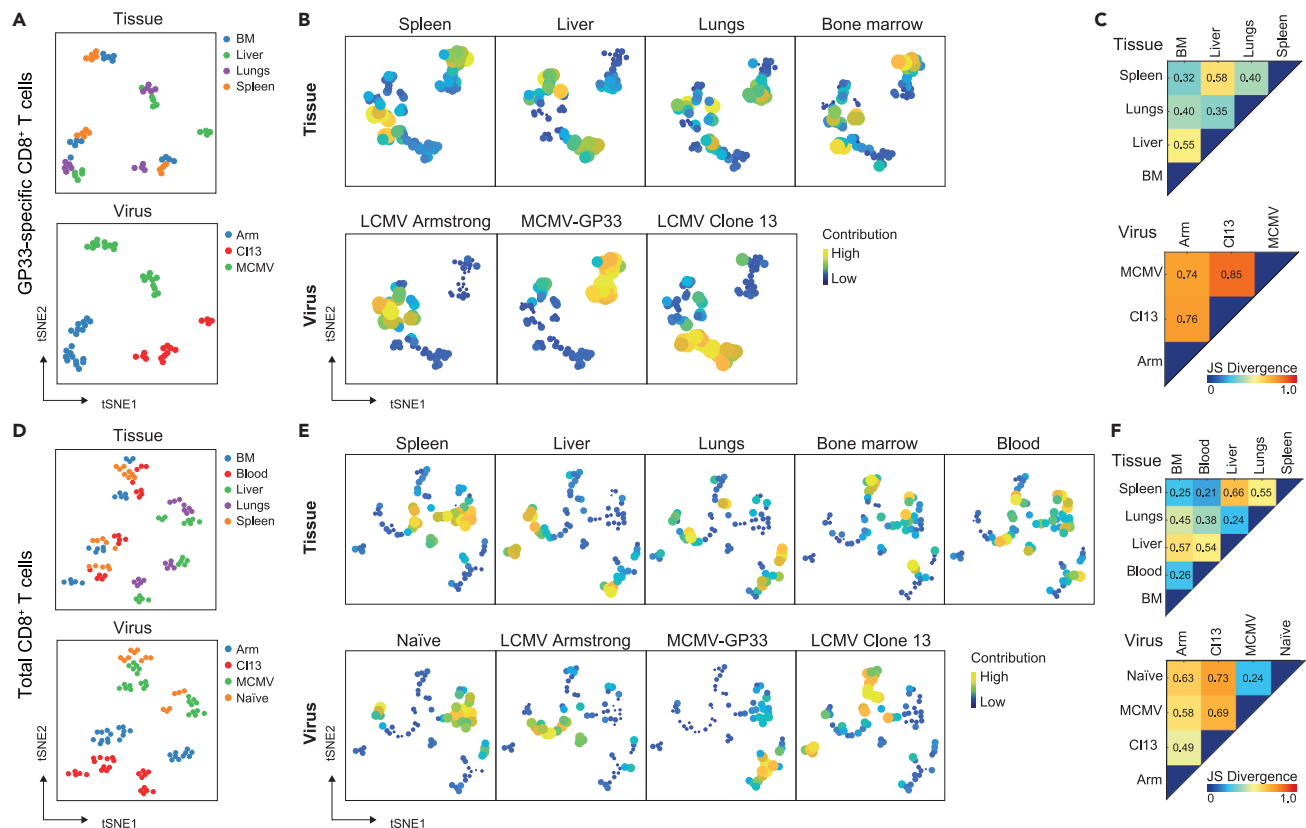 A
Tissue
BM
Liver
Lungs
Spleen
GP33-specific CD8⁺ T cells
Virus
Arm
Cl13
MCMV
tSNE2
tSNE1
B
Spleen
Liver
Lungs
Bone marrow
Tissue
LCMV Armstrong
MCMV-GP33
LCMV Clone 13
Virus
Contribution
High
Low
tSNE1
C
Tissue
BM
Liver
Lungs
Spleen
Spleen 0.32 0.58 0.40
Lungs 0.40 0.35
Liver 0.55
BM
Virus
Arm
Cl13
MCMV
MCMV 0.74 0.85
Cl13 0.76
Arm
JS Divergence
0 1.0
D
Tissue
BM
Blood
Liver
Lungs
Spleen
Total CD8⁺ T cells
Virus
Arm
Cl13
MCMV
Naïve
tSNE2
tSNE1
E
Spleen
Liver
Lungs
Bone marrow
Blood
Tissue
Naïve
LCMV Armstrong
MCMV-GP33
LCMV Clone 13
Virus
Contribution
High
Low
tSNE2
tSNE1
F
Tissue
BM
Blood
Liver
Lungs
Spleen
Spleen 0.25 0.21 0.66 0.55
Lungs 0.45 0.38 0.24
Liver 0.57 0.54
Blood 0.26
BM
Virus
Arm
Cl13
MCMV
Naïve
Naïve 0.63 0.73 0.24
MCMV 0.58 0.69
Cl13 0.49
Arm
JS Divergence
0 1.0